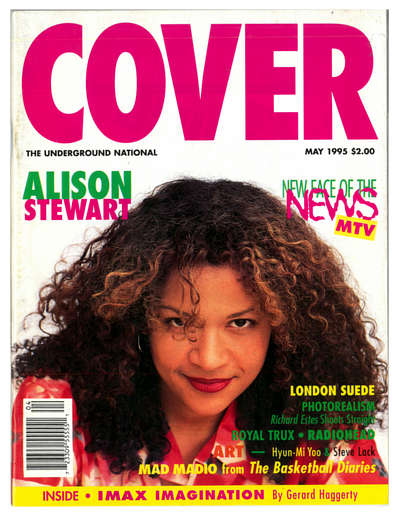 COVER
THE UNDERGROUND NATIONAL
MAY 1995 $2.00
ALISON
STEWART
NEW FACE OF THE
NEWS
MTV
LONDON SUEDE
PHOTOREALISM
Richard Estes Shoots Straight
ROYAL TRUX • RADIOHEAD
ART — Hyun-Mi Yoo & Steve Lack
MAD MADIO from The Basketball Diaries
04
INSIDE • IMAX IMAGINATION By Gerard Haggerty